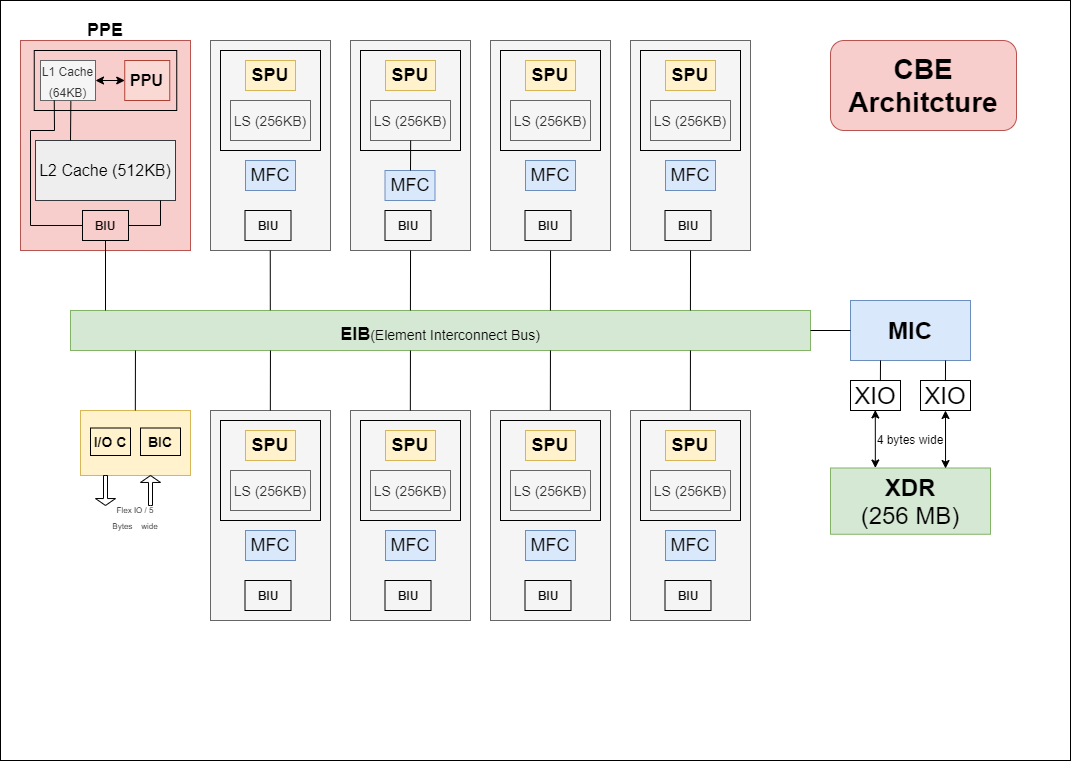 PPE
L1 Cache
(64KB)
PPU
L2 Cache (512KB)
BIU
SPU
LS (256KB)
MFC
BIU
SPU
LS (256KB)
MFC
BIU
SPU
LS (256KB)
MFC
BIU
SPU
LS (256KB)
MFC
BIU
CBE
Architcture
EIB(Element Interconnect Bus)
MIC
XIO
XIO
4 bytes wide
XDR
(256 MB)
I/O C
BIC
Flex IO / 5
Bytes wide
SPU
LS (256KB)
MFC
BIU
SPU
LS (256KB)
MFC
BIU
SPU
LS (256KB)
MFC
BIU
SPU
LS (256KB)
MFC
BIU